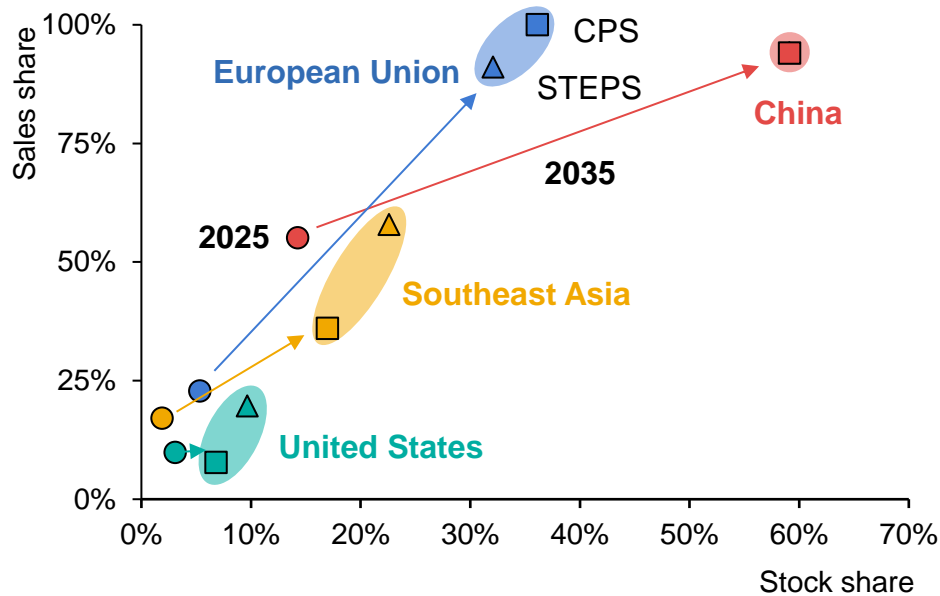 Sales share
100%
75%
50%
25%
0%
CPS
European Union
STEPS
China
2035
2025
Southeast Asia
United States
0%
10%
20%
30%
40%
50%
60%
70%
Stock share